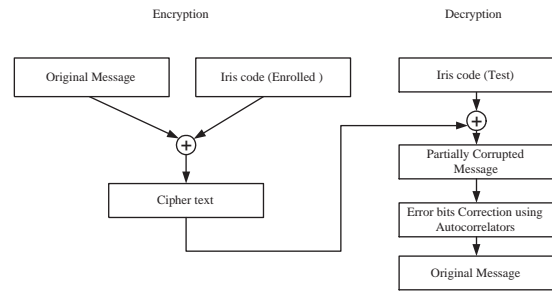 Encryption
Decryption
Original Message
Iris code (Enrolled )
Iris code (Test)
+
+
Partially Corrupted
Message
Cipher text
Error bits Correction using
Autocorrelators
Original Message